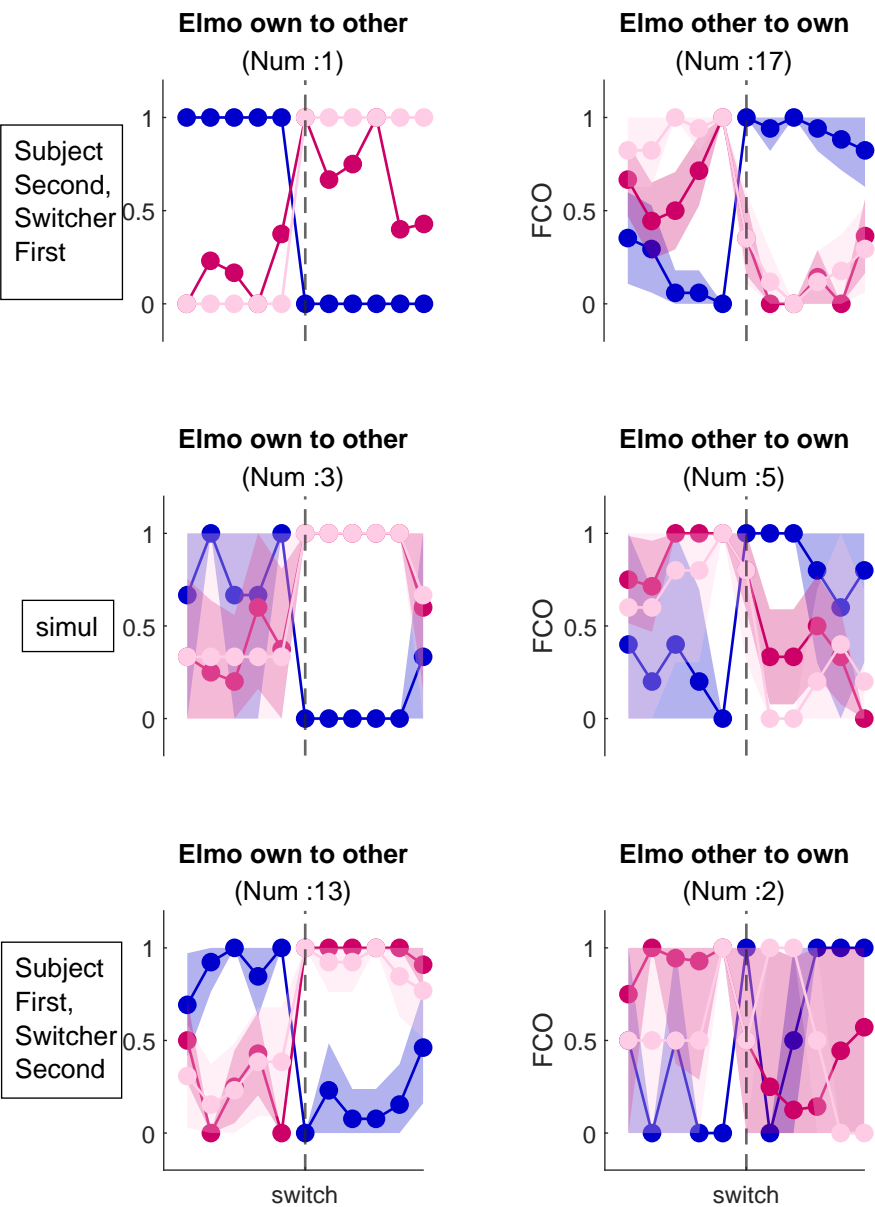 Elmo own to other
(Num :1)
Elmo other to own
(Num :17)
Subject
Second,
Switcher
First
1
0.5
0
FCO
1
0.5
0
Elmo own to other
(Num :3)
Elmo other to own
(Num :5)
simul
1
0.5
0
FCO
1
0.5
0
Elmo own to other
(Num :13)
Elmo other to own
(Num :2)
Subject
First,
Switcher
Second
1
0.5
0
switch
FCO
1
0.5
0
switch